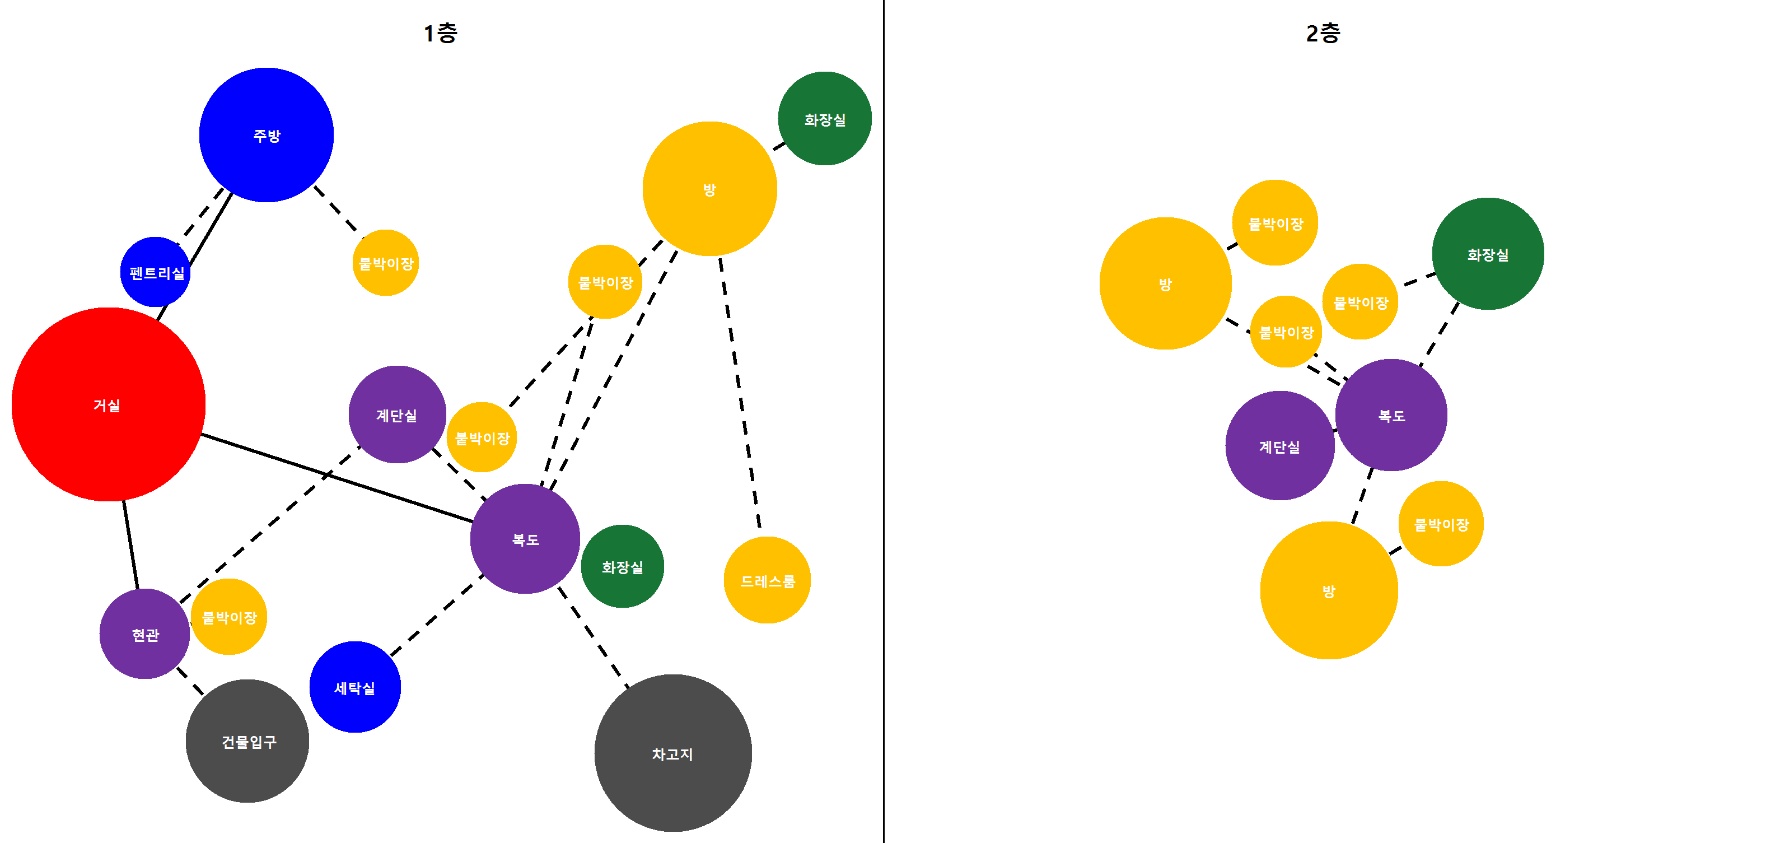 1층
화장실
주방
방
펜트리실
붙박이장
붙박이장
거실
계단실
붙박이장
복도
화장실
드레스룸
현관
붙박이장
세탁실
건물입구
차고지
2층
붙박이장
화장실
방
붙박이장
붙박이장
복도
계단실
붙박이장
방